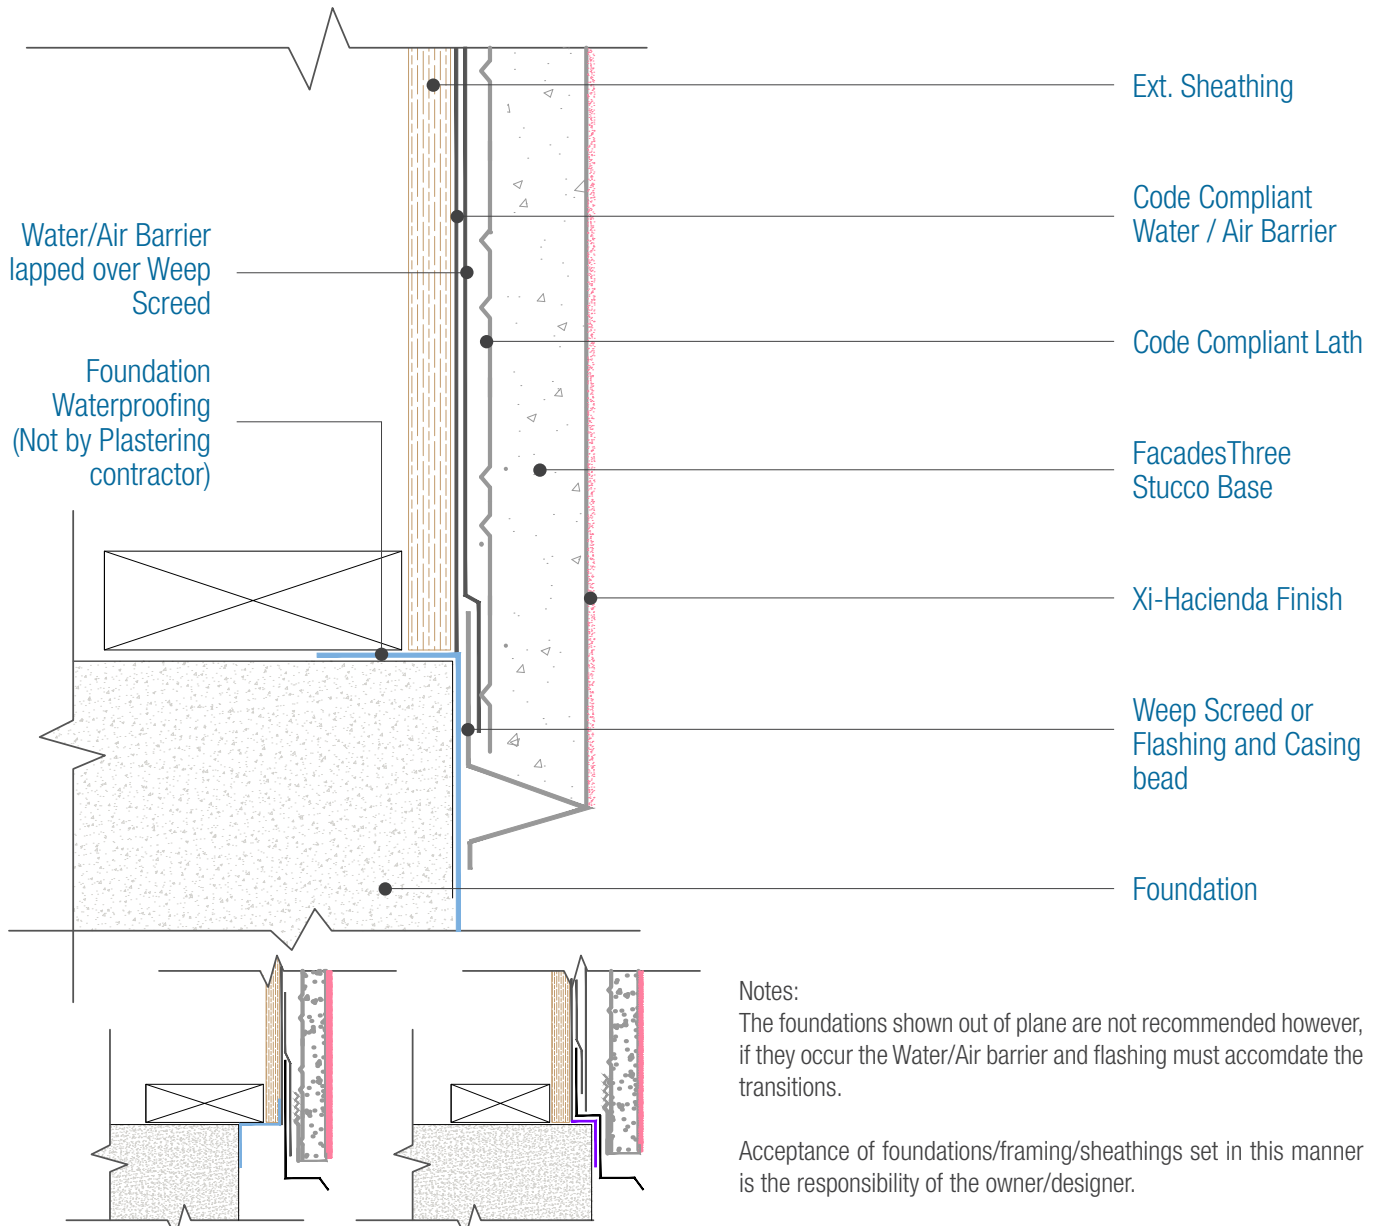 Ext. Sheathing
Code Compliant
Water / Air Barrier
Water/Air Barrier
lapped over Weep
Screed
Code Compliant Lath
Foundation
Waterproofing
(Not by Plastering
contractor)
FacadesThree
Stucco Base
Xi-Hacienda Finish
Weep Screed or
Flashing and Casing
bead
Foundation
Notes:
The foundations shown out of plane are not recommended however,
if they occur the Water/Air barrier and flashing must accomdate the
transitions.
Acceptance of foundations/framing/sheathings set in this manner
is the responsibility of the owner/designer.